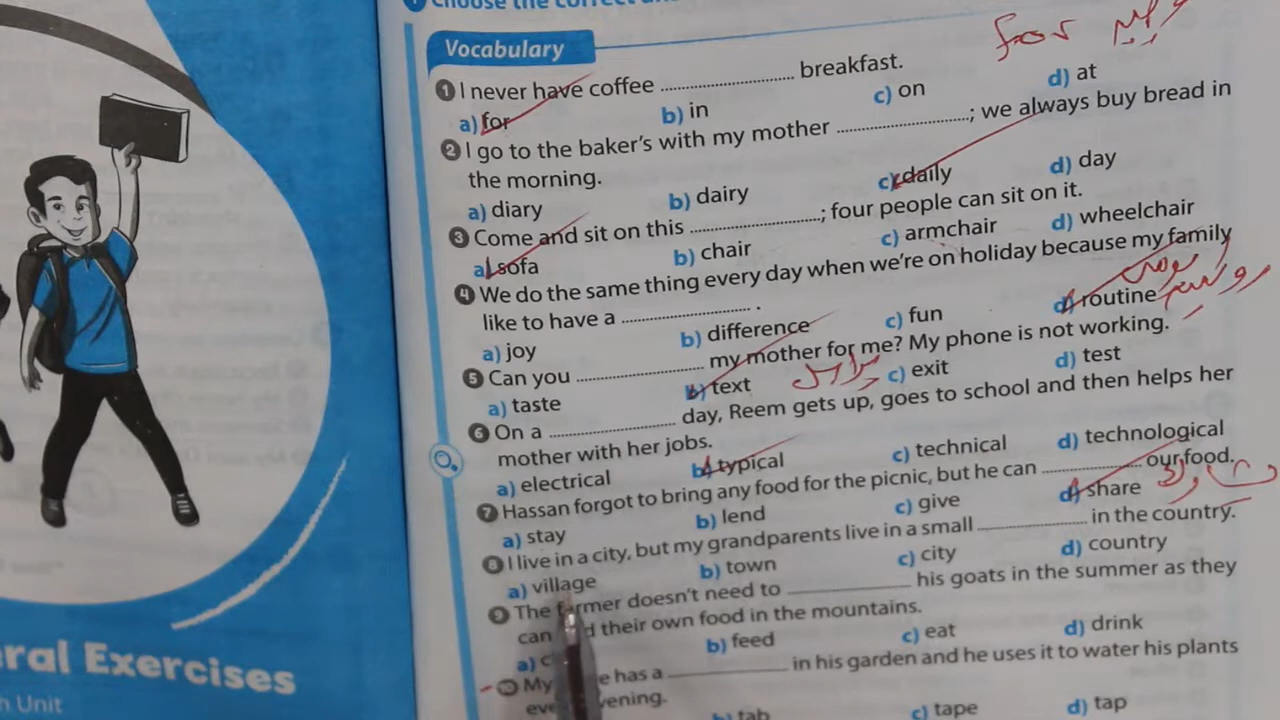 Vocabulary
for
1 I never have coffee .................... breakfast.
a) for b) in c) on d) at
2 I go to the baker's with my mother ....................; we always buy bread in
the morning.
a) diary b) dairy c) daily d) day
3 Come and sit on this ....................; four people can sit on it.
a) sofa b) chair c) armchair d) wheelchair
4 We do the same thing every day when we're on holiday because my family
like to have a .................... .
a) joy b) difference c) fun d) routine
5 Can you .................... my mother for me? My phone is not working.
a) taste b) text c) exit d) test
6 On a .................... day, Reem gets up, goes to school and then helps her
mother with her jobs.
a) electrical b) typical c) technical d) technological
7 Hassan forgot to bring any food for the picnic, but he can .................... our food.
a) stay b) lend c) give d) share
8 I live in a city, but my grandparents live in a small .................... in the country.
a) village b) town c) city d) country
9 The farmer doesn't need to .................... his goats in the summer as they
can their own food in the mountains.
a) b) feed c) eat d) drink
10 My has a .................... in his garden and he uses it to water his plants
b) tab c) tape d) tap
Exercises
Unit